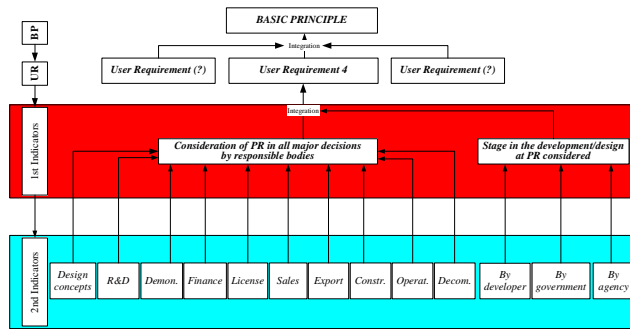 BASIC PRINCIPLE
BP
Integration
UR
User Requirement (?)
User Requirement 4
User Requirement (?)
Integration
1st Indicators
Consideration of PR in all major decisions
by responsible bodies
Stage in the development/design
at PR considered
2nd Indicators
Design
concepts
R&D
Demon.
Finance
License
Sales
Export
Constr.
Operat.
Decom.
By
developer
By
government
By
agency